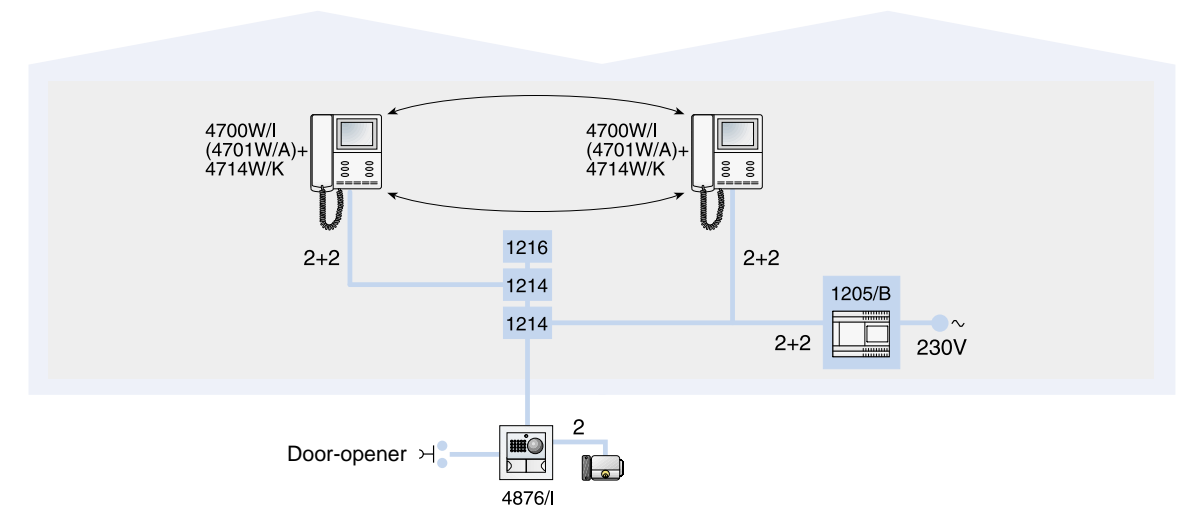 4700W/I
(4701W/A)+
4714W/K
4700W/I
(4701W/A)+
4714W/K
2+2
1216
1214
1214
2+2
1205/B
2+2
∼
230V
Door-opener
2
4876/I